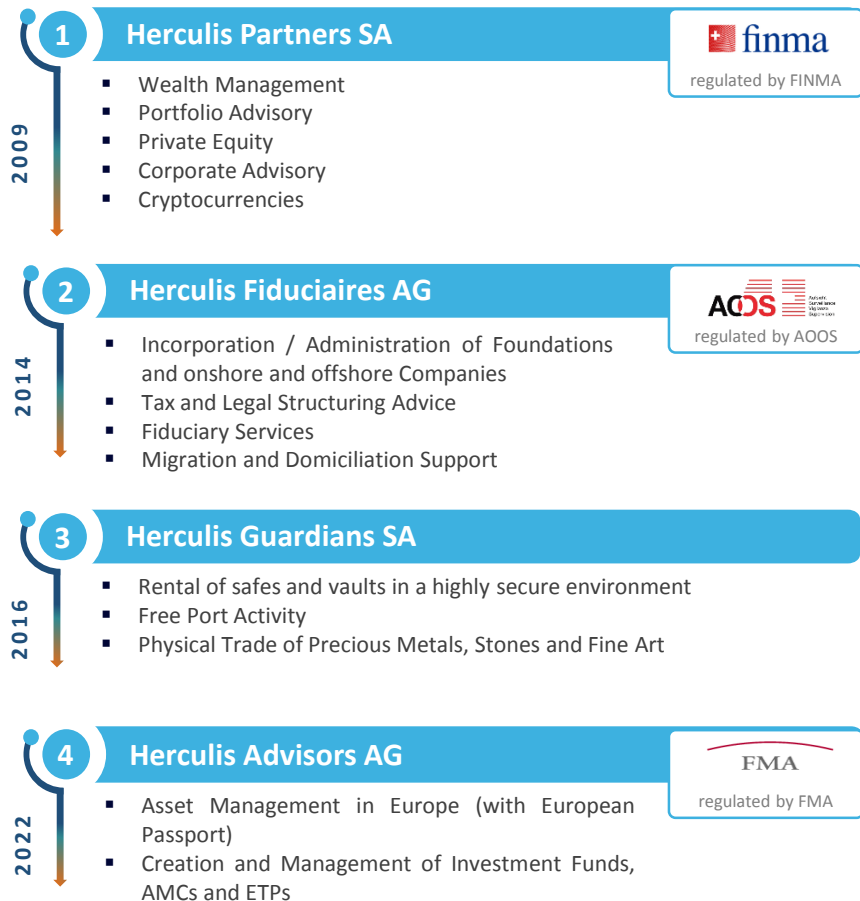 1
Herculis Partners SA
finma
regulated by FINMA
2009
▪ Wealth Management
▪ Portfolio Advisory
▪ Private Equity
▪ Corporate Advisory
▪ Cryptocurrencies
2
Herculis Fiduciaires AG
AOOS
regulated by AOOS
2014
▪ Incorporation / Administration of Foundations
and onshore and offshore Companies
▪ Tax and Legal Structuring Advice
▪ Fiduciary Services
▪ Migration and Domiciliation Support
3
Herculis Guardians SA
2016
▪ Rental of safes and vaults in a highly secure environment
▪ Free Port Activity
▪ Physical Trade of Precious Metals, Stones and Fine Art
4
Herculis Advisors AG
FMA
regulated by FMA
2022
▪ Asset Management in Europe (with European
Passport)
▪ Creation and Management of Investment Funds,
AMCs and ETPs